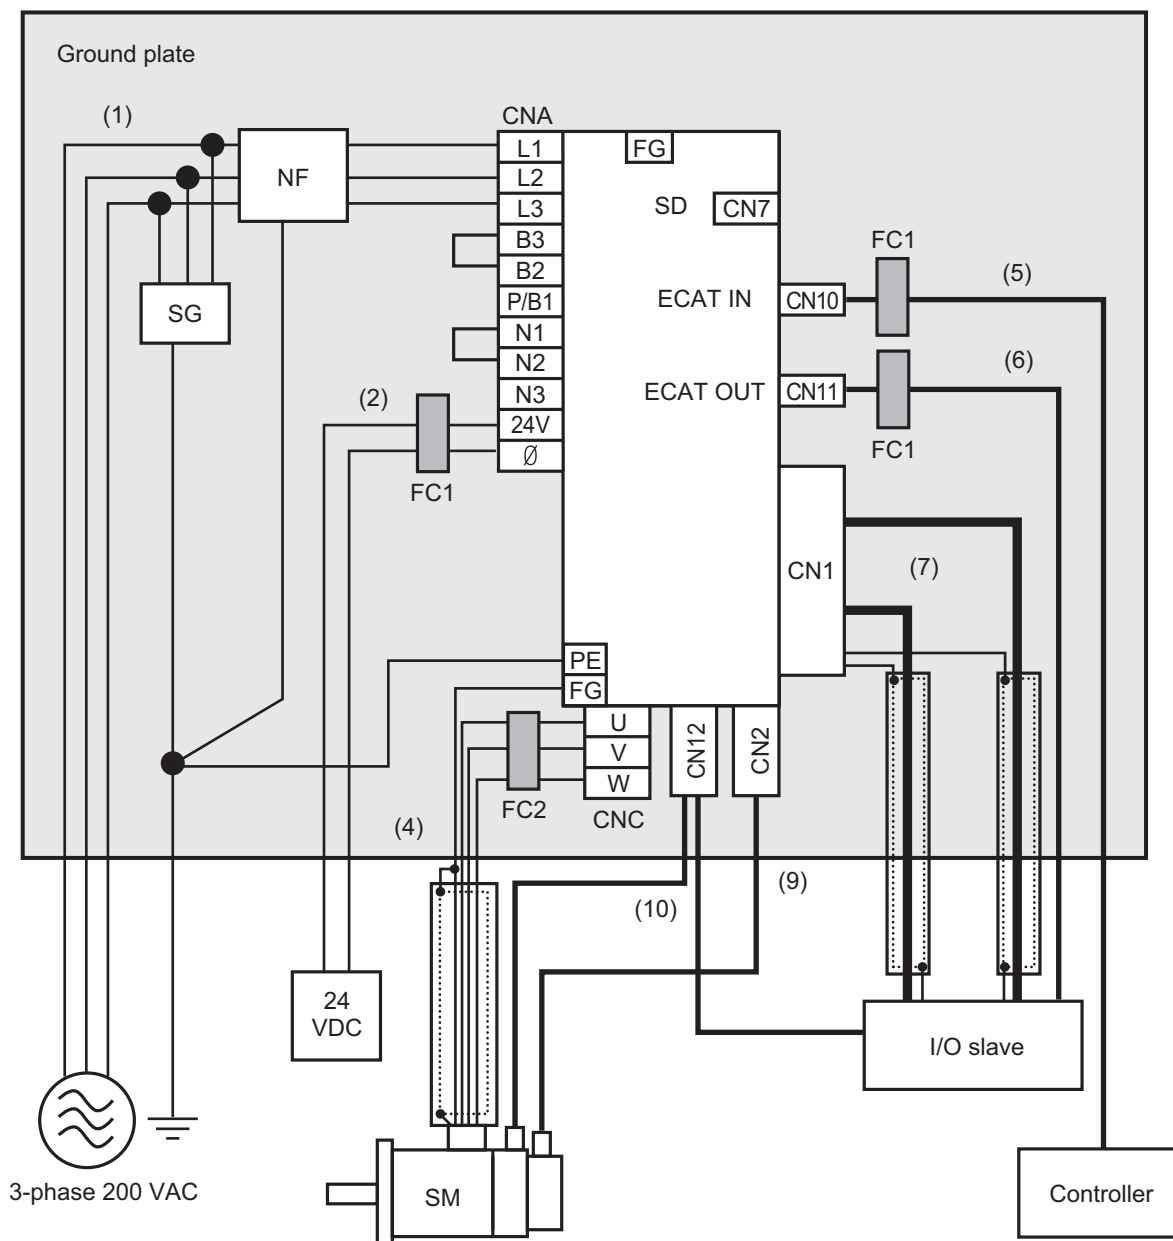 Ground plate
(1)
CNA
NF
L1
L2
L3
B3
B2
P/B1
N1
N2
N3
24V
Ø
FG
SD
CN7
FC1
(5)
ECAT IN
CN10
SG
(6)
ECAT OUT
CN11
FC1
(2)
FC1
CN1
(7)
PE
FG
U
V
W
CNC
FC2
CN12
CN2
(4)
(9)
(10)
24
VDC
I/O slave
3-phase 200 VAC
SM
Controller